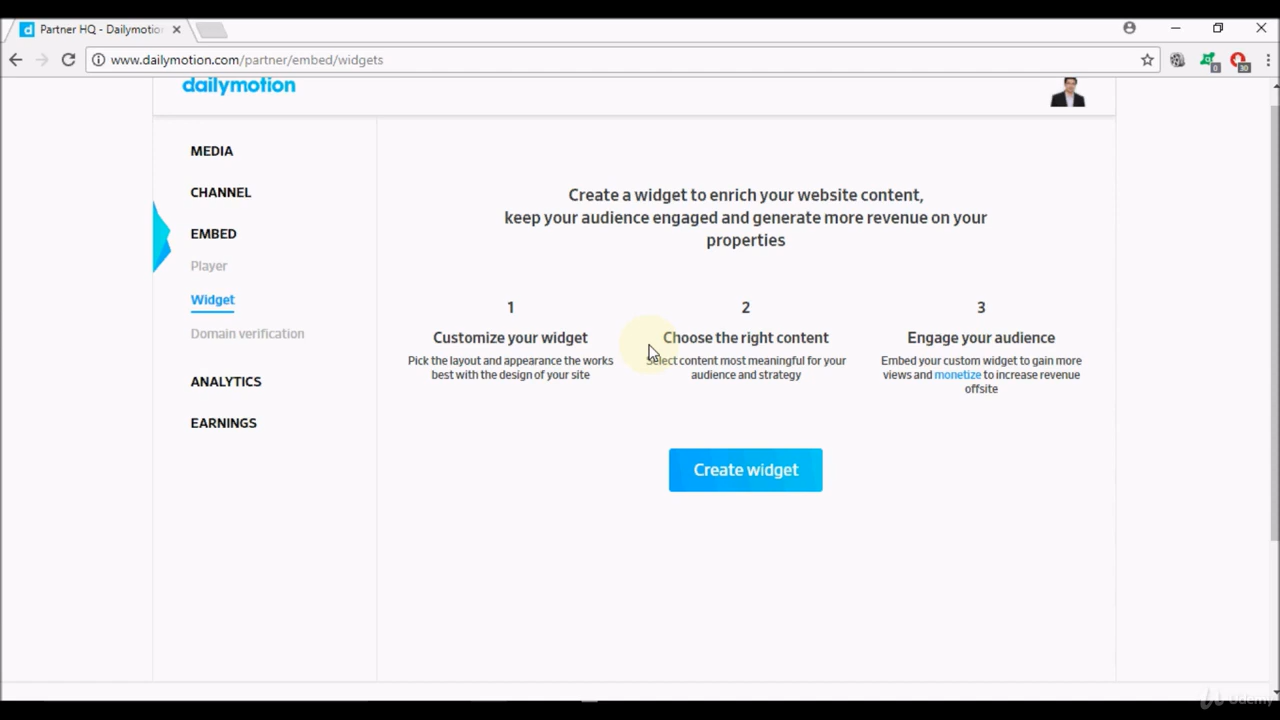 Partner HQ - Dailymotio
www.dailymotion.com/partner/embed/widgets
0
30
dailymotion
MEDIA
CHANNEL
EMBED
Player
Widget
Domain verification
ANALYTICS
EARNINGS
Create a widget to enrich your website content,
keep your audience engaged and generate more revenue on your
properties
1
Customize your widget
Pick the layout and appearance the works
best with the design of your site
2
Choose the right content
Select content most meaningful for your
audience and strategy
3
Engage your audience
Embed your custom widget to gain more
views and monetize to increase revenue
offsite
Create widget
Udemy